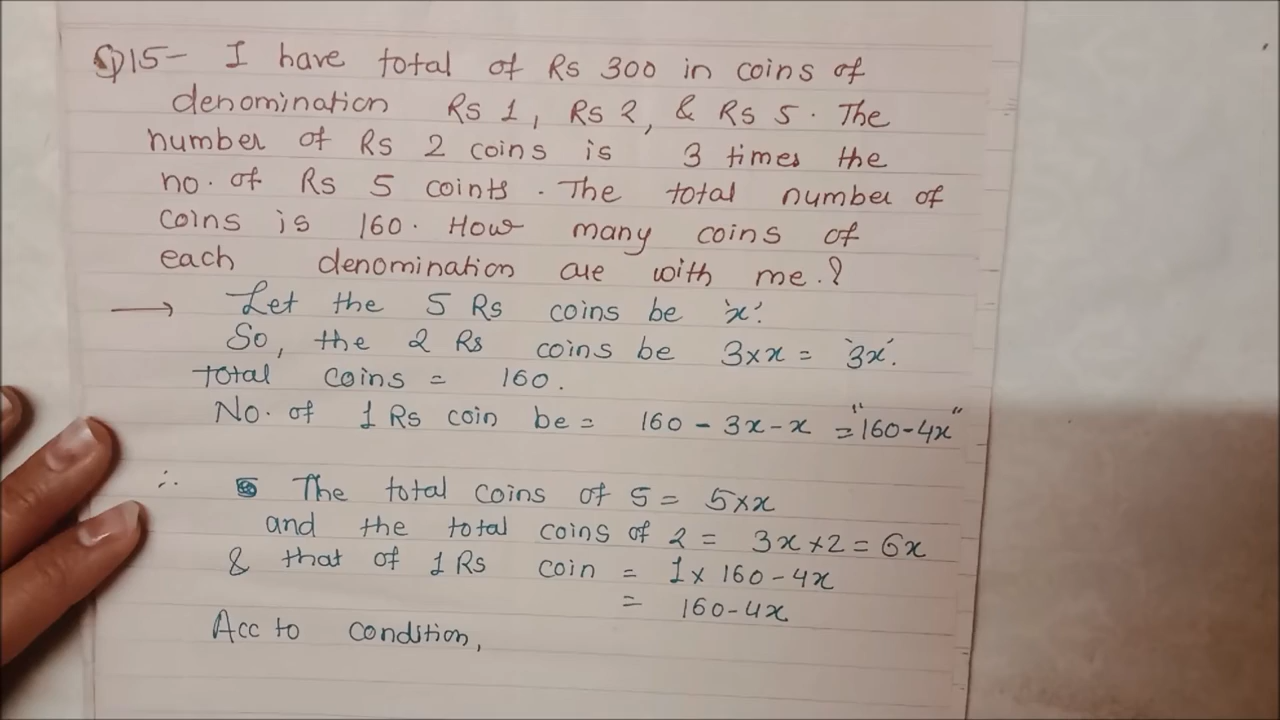 Q15- I have total of Rs 300 in coins of
denomination Rs 1, Rs 2, & Rs 5. The
number of Rs 2 coins is 3 times the
no. of Rs 5 coints. The total number of
coins is 160. How many coins of
each denomination are with me.?
→ Let the 5 Rs coins be 'x'.
So, the 2 Rs coins be 3×x = '3x'.
Total coins = 160.
No. of 1 Rs coin be = 160 - 3x - x = "160-4x"
∴ The total coins of 5 = 5×x
and the total coins of 2 = 3x×2 = 6x
& that of 1 Rs coin = 1× 160-4x
= 160-4x
Acc to condition,